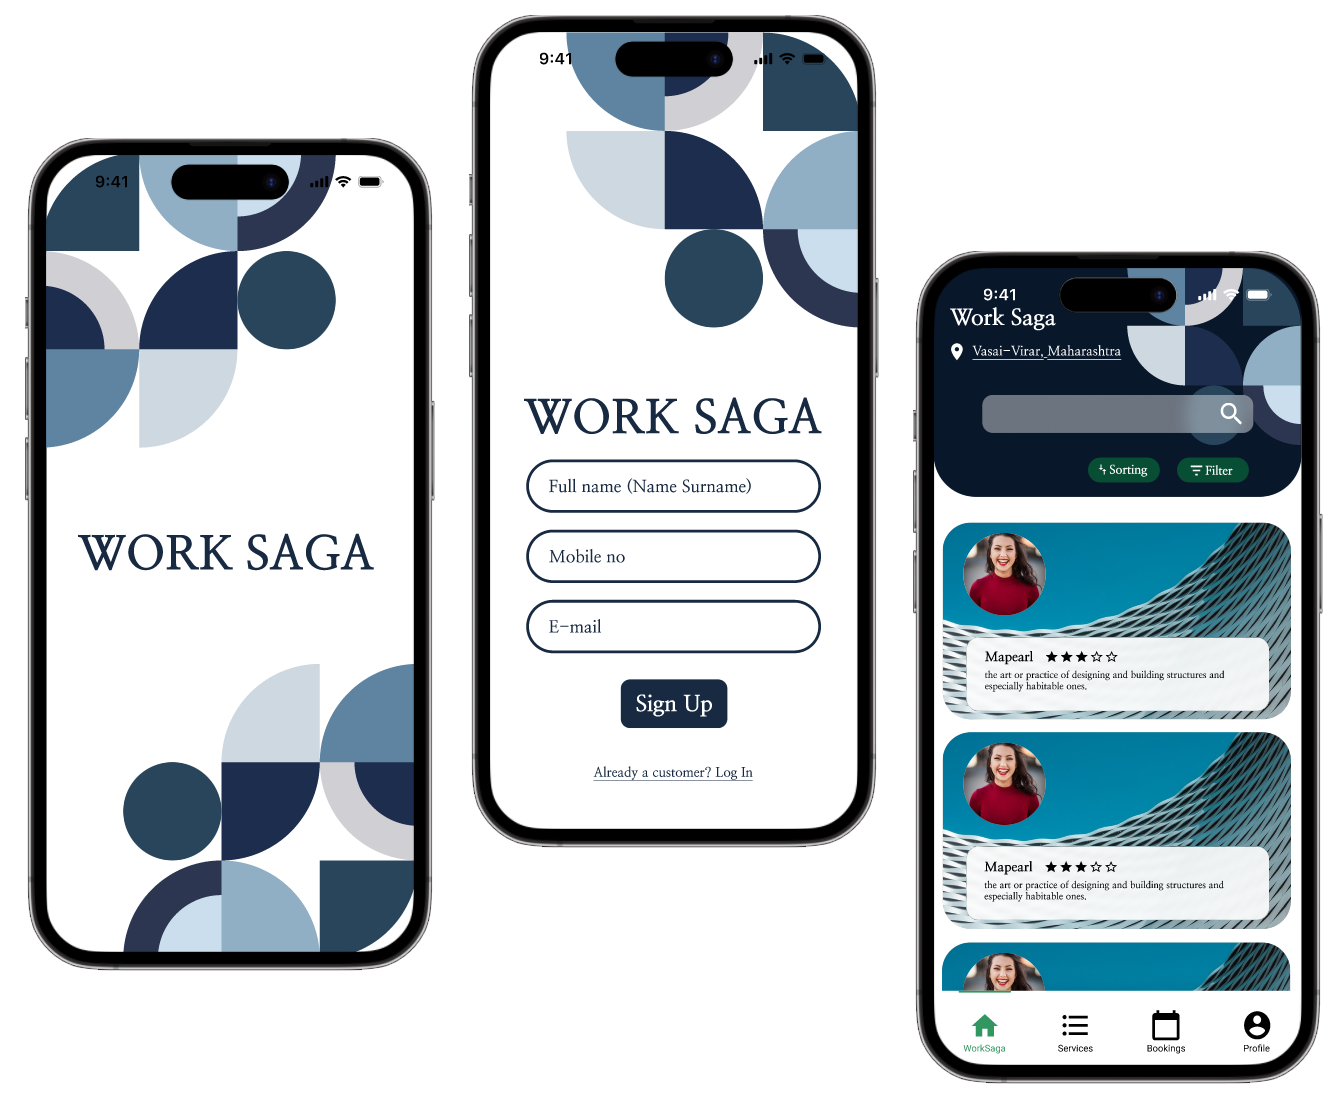 9:41
WORK SAGA
9:41
WORK SAGA
Full name (Name Surname)
Mobile no
E-mail
Sign Up
Already a customer? Log In
9:41
Work Saga
Vasai-Virar, Maharashtra
Sorting
Filter
Mapearl
the art or practice of designing and building structures and
especially habitable ones.
Mapearl
the art or practice of designing and building structures and
especially habitable ones.
WorkSaga
Services
Bookings
Profile